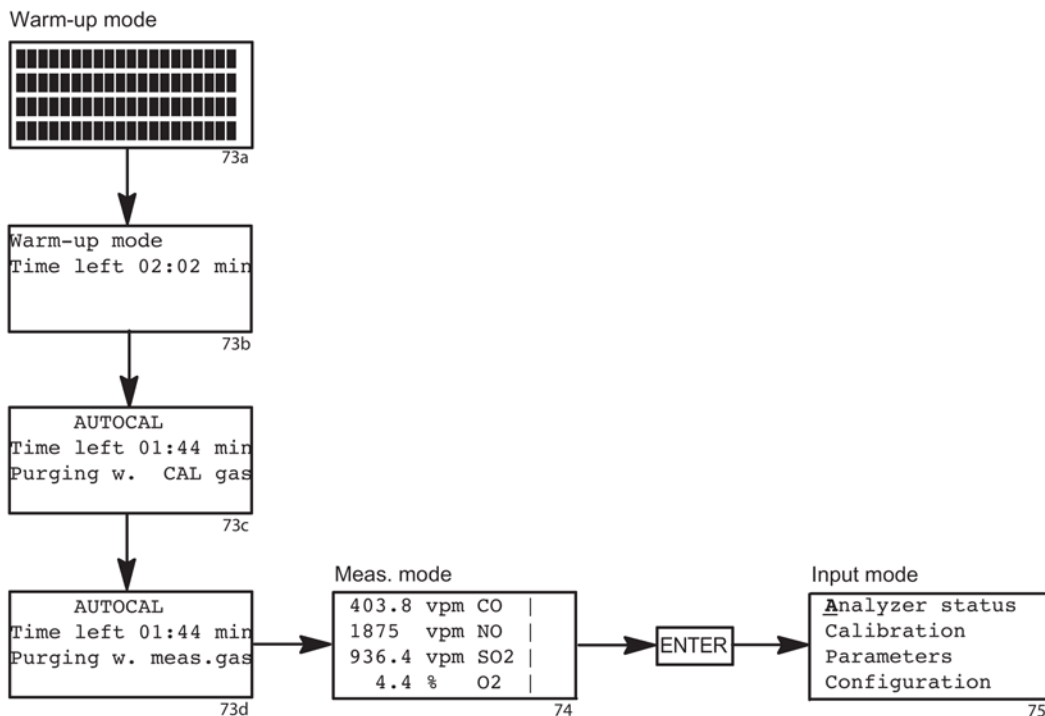 Warm-up mode
73a
Warm-up mode
Time left 02:02 min
73b
AUTOCAL
Time left 01:44 min
Purging w. CAL gas
73c
AUTOCAL
Time left 01:44 min
Purging w. meas.gas
73d
Meas. mode
403.8 vpm CO |
1875 vpm NO |
936.4 vpm SO2 |
4.4 % O2 |
74
ENTER
Input mode
Analyzer status
Calibration
Parameters
Configuration
75